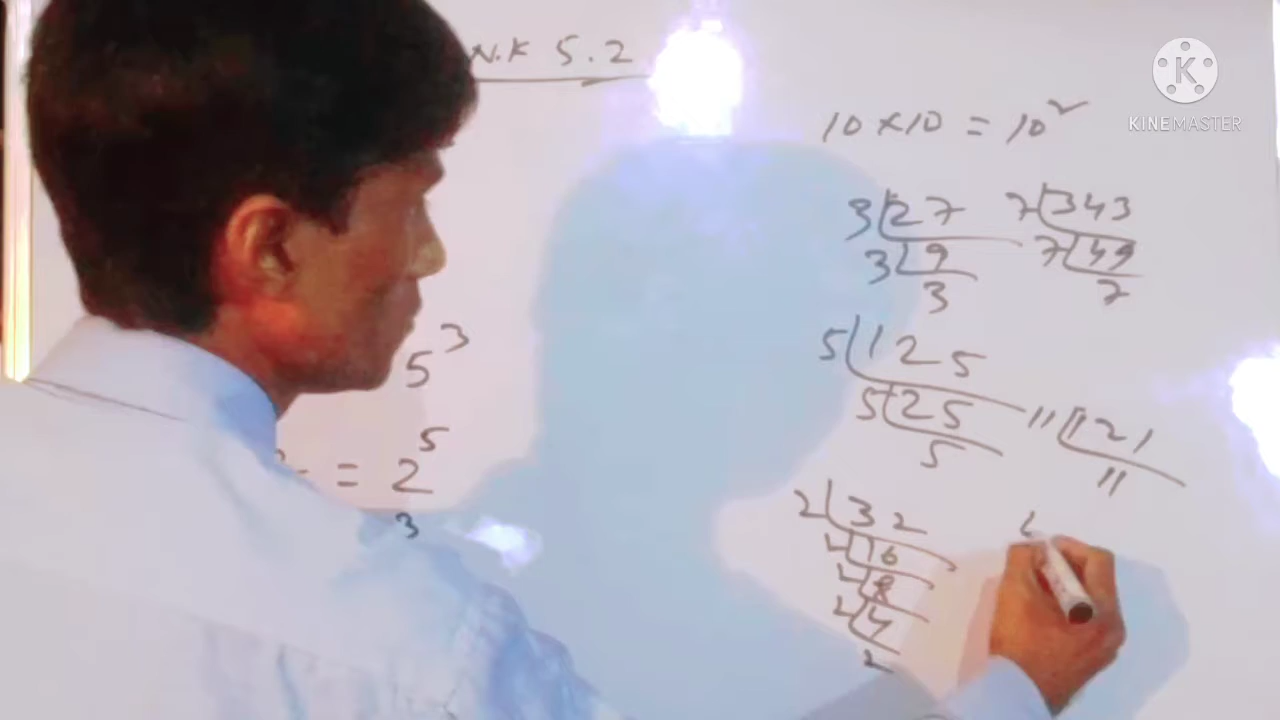 N.K 5.2
KINEMASTER
10 × 10 = 10²
3 27 7 343
3 9 7 49
3 7
5³
5 125
5 25 11 121
5 11
= 2⁵
3
2 32
2 16
2 8
2 4
2